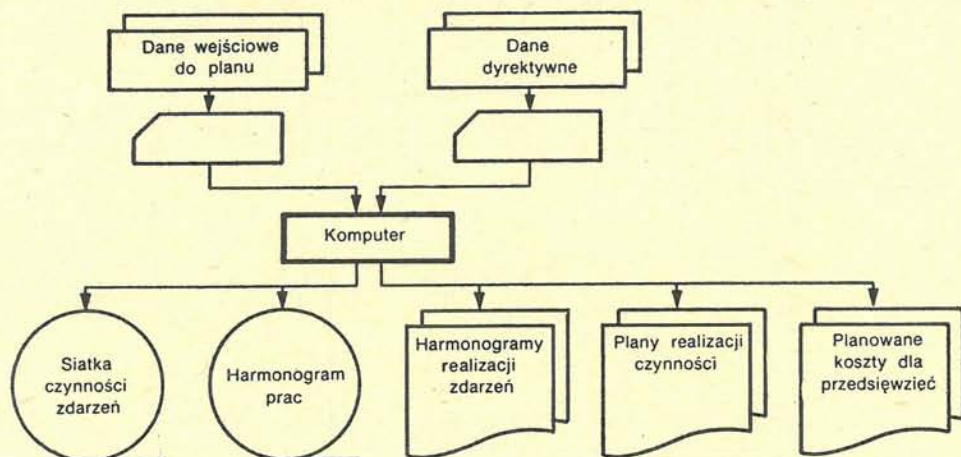 Dane wejściowe
do planu
Dane
dyrektywne
Komputer
Siatka
czynności
zdarzeń
Harmonogram
prac
Harmonogramy
realizacji
zdarzeń
Plany realizacji
czynności
Planowane
koszty dla
przedsięwzięć